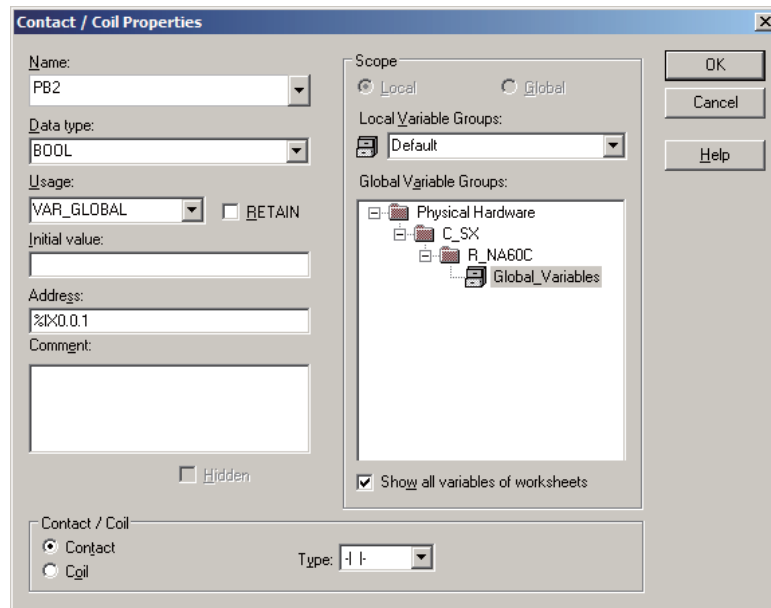 Contact / Coil Properties
Name:
PB2
Data type:
BOOL
Usage:
VAR_GLOBAL
RETAIN
Initial value:
Address:
%IX0.0.1
Comment:
Hidden
Scope
Local
Global
Local Variable Groups:
Default
Global Variable Groups:
Physical Hardware
C_SX
R_NA60C
Global_Variables
Show all variables of worksheets
OK
Cancel
Help
Contact / Coil
Contact
Coil
Type: -| |-